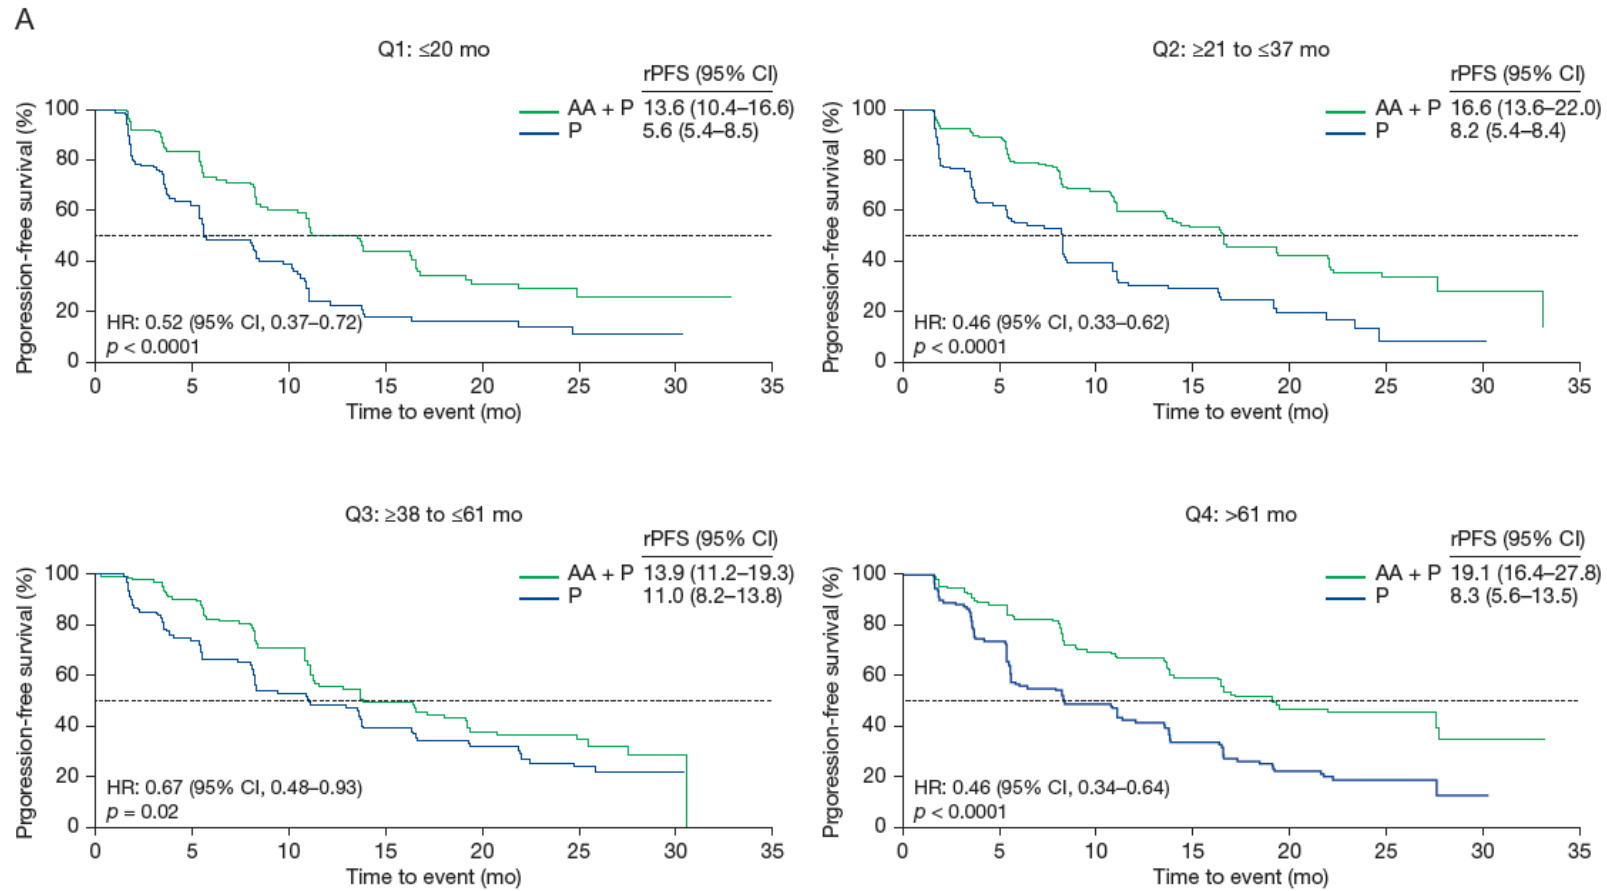 A
Q1: ≤20 mo
rPFS (95% CI)
AA + P 13.6 (10.4–16.6)
P 5.6 (5.4–8.5)
Prgoression-free survival (%)
100
80
60
40
20
0
HR: 0.52 (95% CI, 0.37–0.72)
p < 0.0001
0 5 10 15 20 25 30 35
Time to event (mo)
Q2: ≥21 to ≤37 mo
rPFS (95% CI)
AA + P 16.6 (13.6–22.0)
P 8.2 (5.4–8.4)
Prgoression-free survival (%)
100
80
60
40
20
0
HR: 0.46 (95% CI, 0.33–0.62)
p < 0.0001
0 5 10 15 20 25 30 35
Time to event (mo)
Q3: ≥38 to ≤61 mo
rPFS (95% CI)
AA + P 13.9 (11.2–19.3)
P 11.0 (8.2–13.8)
Prgoression-free survival (%)
100
80
60
40
20
0
HR: 0.67 (95% CI, 0.48–0.93)
p = 0.02
0 5 10 15 20 25 30 35
Time to event (mo)
Q4: >61 mo
rPFS (95% CI)
AA + P 19.1 (16.4–27.8)
P 8.3 (5.6–13.5)
Prgoression-free survival (%)
100
80
60
40
20
0
HR: 0.46 (95% CI, 0.34–0.64)
p < 0.0001
0 5 10 15 20 25 30 35
Time to event (mo)